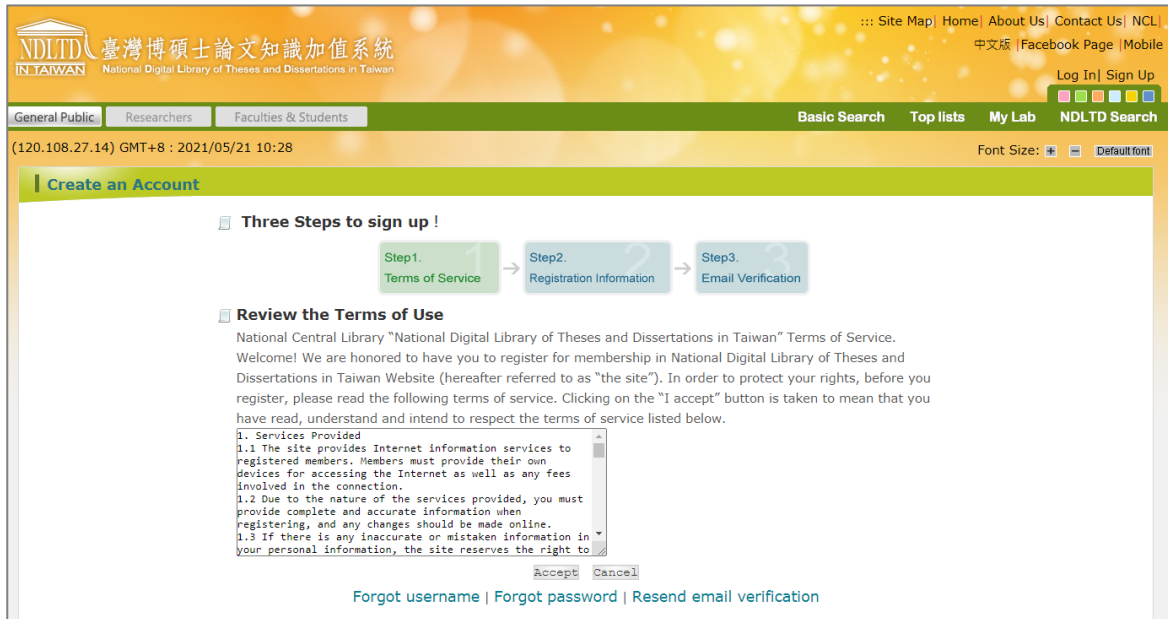 ::: Site Map| Home| About Us| Contact Us| NCL|
中文版 |Facebook Page |Mobile
Log In| Sign Up
NDLTD 臺灣博碩士論文知識加值系統
IN TAIWAN National Digital Library of Theses and Dissertations in Taiwan
General Public Researchers Faculties & Students Basic Search Top lists My Lab NDLTD Search
(120.108.27.14) GMT+8 : 2021/05/21 10:28 Font Size: + - Default font
Create an Account
Three Steps to sign up !
Step1. 1 → Step2. 2 → Step3. 3
Terms of Service Registration Information Email Verification
Review the Terms of Use
National Central Library “National Digital Library of Theses and Dissertations in Taiwan” Terms of Service.
Welcome! We are honored to have you to register for membership in National Digital Library of Theses and
Dissertations in Taiwan Website (hereafter referred to as “the site”). In order to protect your rights, before you
register, please read the following terms of service. Clicking on the “I accept” button is taken to mean that you
have read, understand and intend to respect the terms of service listed below.
1. Services Provided
1.1 The site provides Internet information services to
registered members. Members must provide their own
devices for accessing the Internet as well as any fees
involved in the connection.
1.2 Due to the nature of the services provided, you must
provide complete and accurate information when
registering, and any changes should be made online.
1.3 If there is any inaccurate or mistaken information in
your personal information, the site reserves the right to
Accept Cancel
Forgot username | Forgot password | Resend email verification